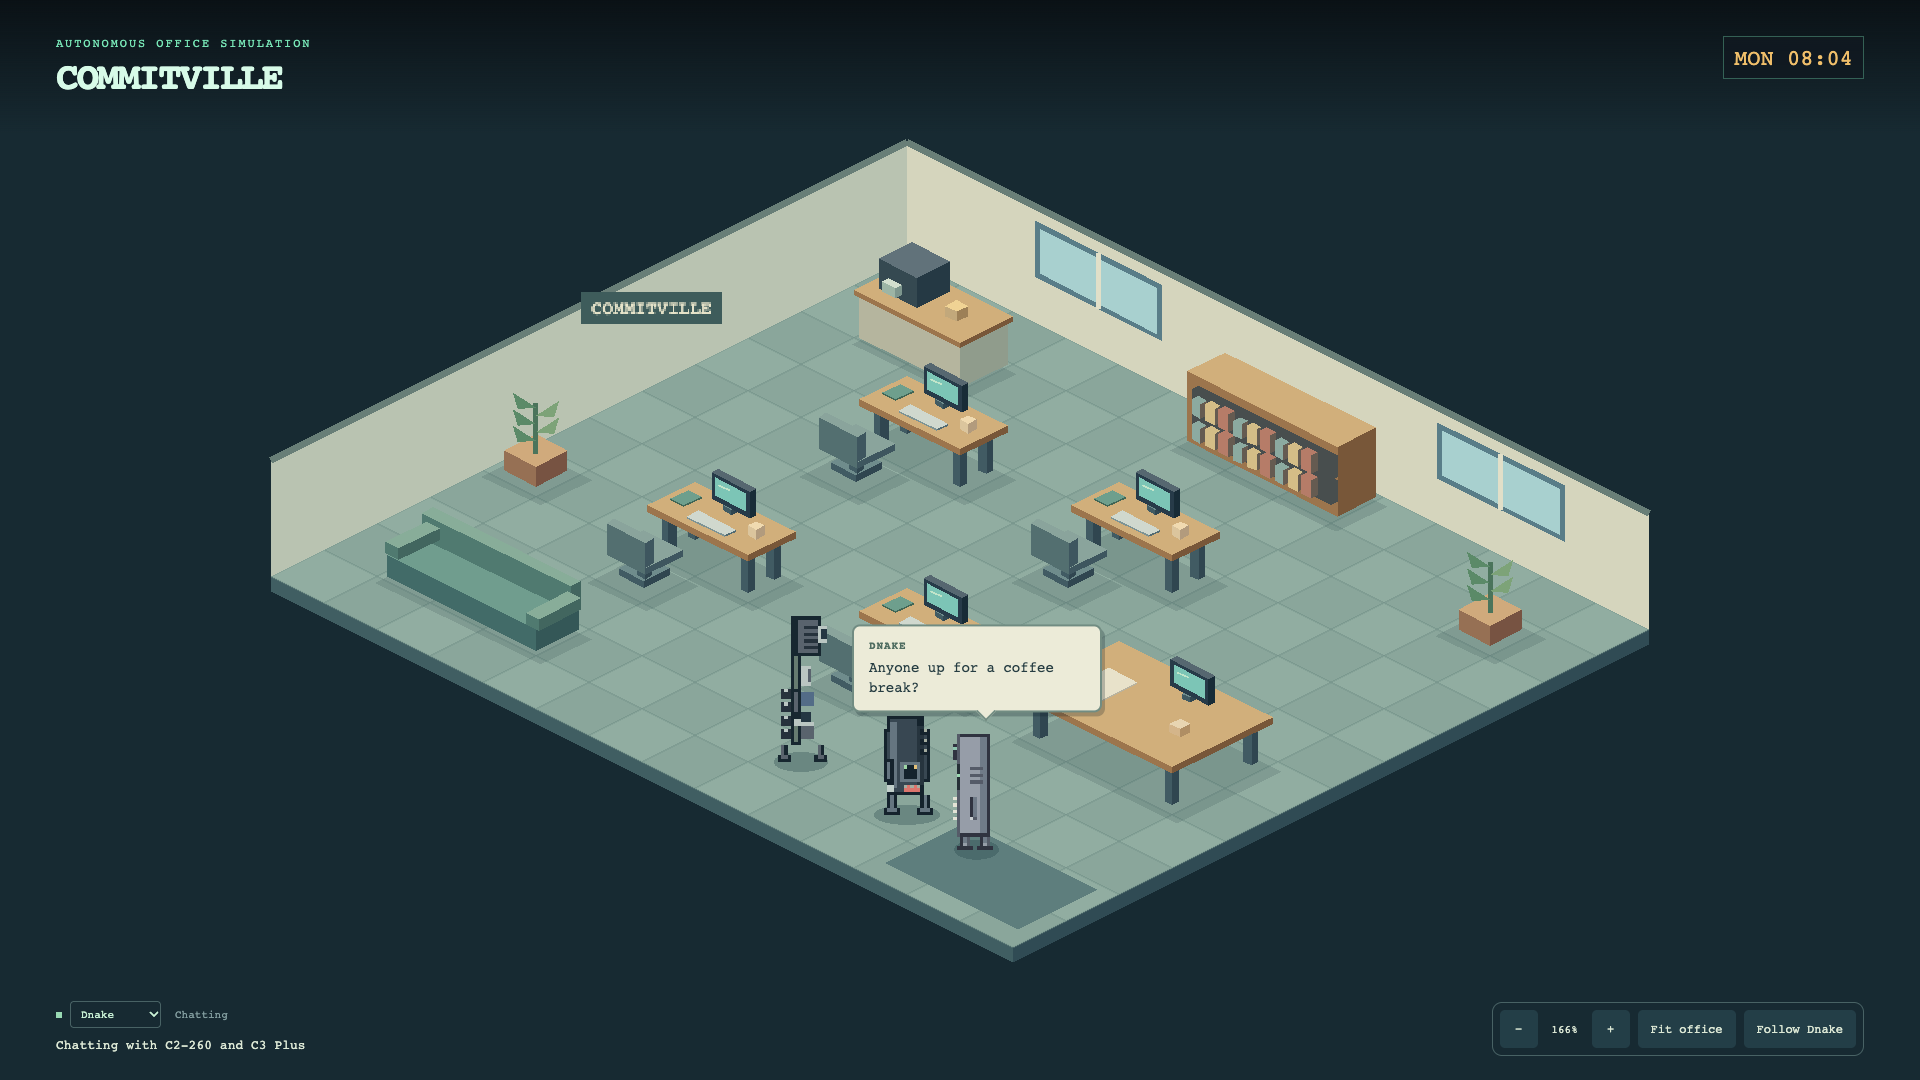 AUTONOMOUS OFFICE SIMULATION
COMMITVILLE
MON 08:04
COMMITVILLE
DNAKE
Anyone up for a coffee
break?
Dnake
Chatting
Chatting with C2-260 and C3 Plus
−
166%
+
Fit office
Follow Dnake